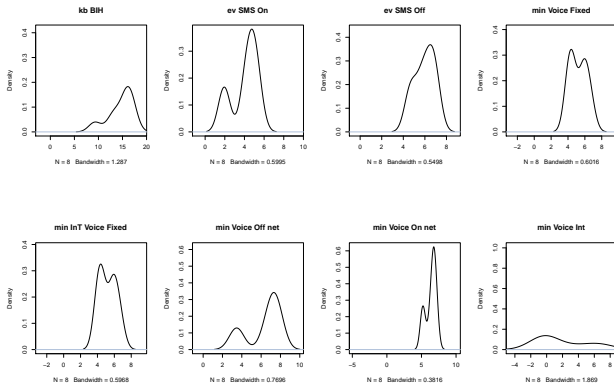 kb BIH
ev SMS On
ev SMS Off
min Voice Fixed
Density
0.0 0.1 0.2 0.3 0.4
0 5 10 15 20
N = 8 Bandwidth = 1.287
Density
0.0 0.1 0.2 0.3
0 2 4 6 8 10
N = 8 Bandwidth = 0.5995
Density
0.0 0.1 0.2 0.3 0.4 0.5
0 2 4 6 8
N = 8 Bandwidth = 0.5498
Density
0.0 0.1 0.2 0.3 0.4
−2 0 2 4 6 8
N = 8 Bandwidth = 0.6016
min InT Voice Fixed
min Voice Off net
min Voice On net
min Voice Int
Density
0.0 0.1 0.2 0.3 0.4
−2 0 2 4 6 8
N = 8 Bandwidth = 0.5968
Density
0.0 0.1 0.2 0.3 0.4 0.5 0.6
0 2 4 6 8 10
N = 8 Bandwidth = 0.7696
Density
0.0 0.1 0.2 0.3 0.4 0.5 0.6
−5 0 5 10
N = 8 Bandwidth = 0.3816
Density
0.0 0.2 0.4 0.6 0.8 1.0
−4 0 2 4 6 8
N = 8 Bandwidth = 1.869